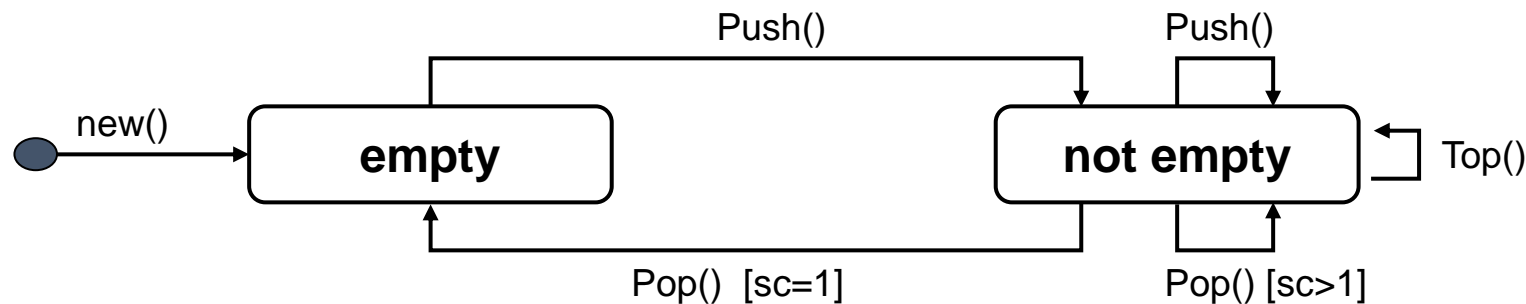 Push()
Push()
new()
empty
not empty
Top()
Pop() [sc=1]
Pop() [sc>1]